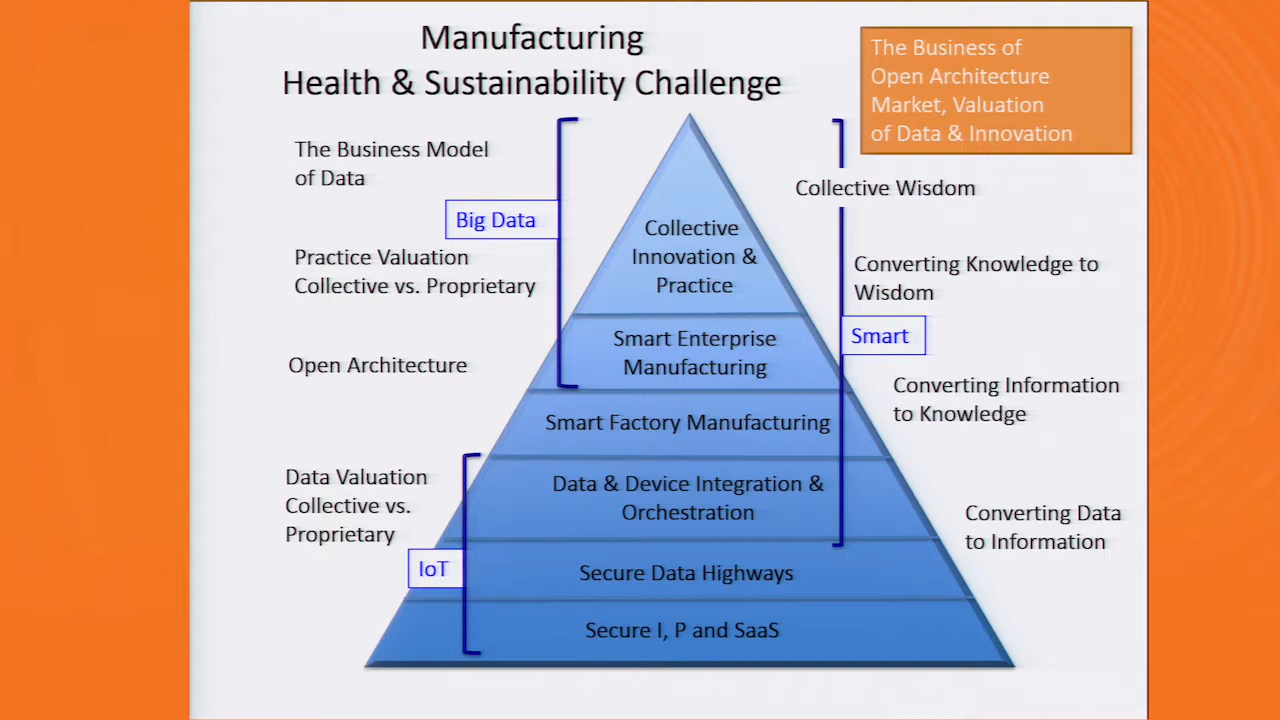 Manufacturing
Health & Sustainability Challenge
The Business of
Open Architecture
Market, Valuation
of Data & Innovation
The Business Model
of Data
Big Data
Practice Valuation
Collective vs. Proprietary
Open Architecture
Data Valuation
Collective vs.
Proprietary
IoT
Collective
Innovation &
Practice
Smart Enterprise
Manufacturing
Smart Factory Manufacturing
Data & Device Integration &
Orchestration
Secure Data Highways
Secure I, P and SaaS
Collective Wisdom
Converting Knowledge to
Wisdom
Smart
Converting Information
to Knowledge
Converting Data
to Information